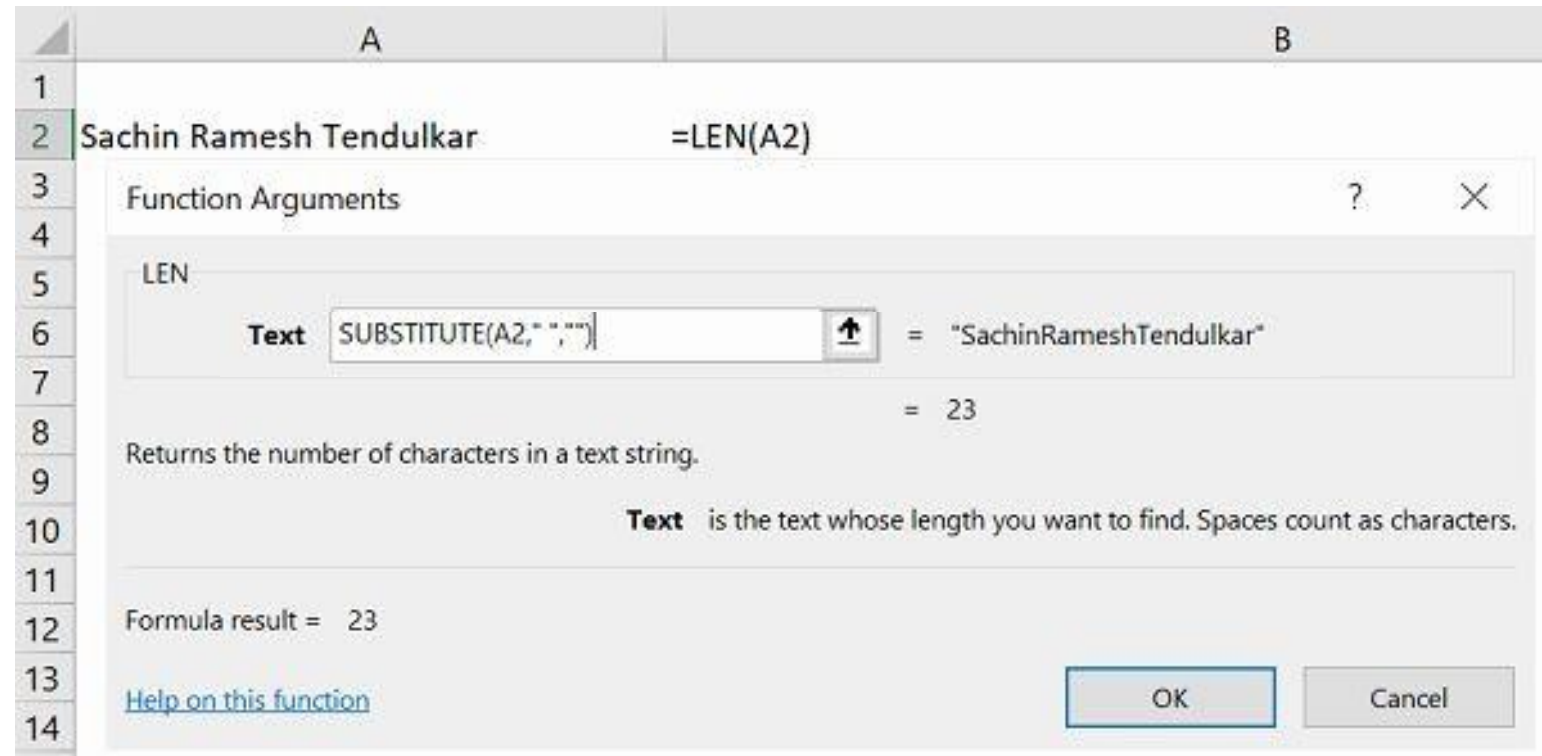 A B
1
2 Sachin Ramesh Tendulkar =LEN(A2)
3 Function Arguments ? ×
4
5 LEN
6 Text SUBSTITUTE(A2," ","") = "SachinRameshTendulkar"
7
= 23
8
Returns the number of characters in a text string.
9
10 Text is the text whose length you want to find. Spaces count as characters.
11
12 Formula result = 23
13
Help on this function OK Cancel
14